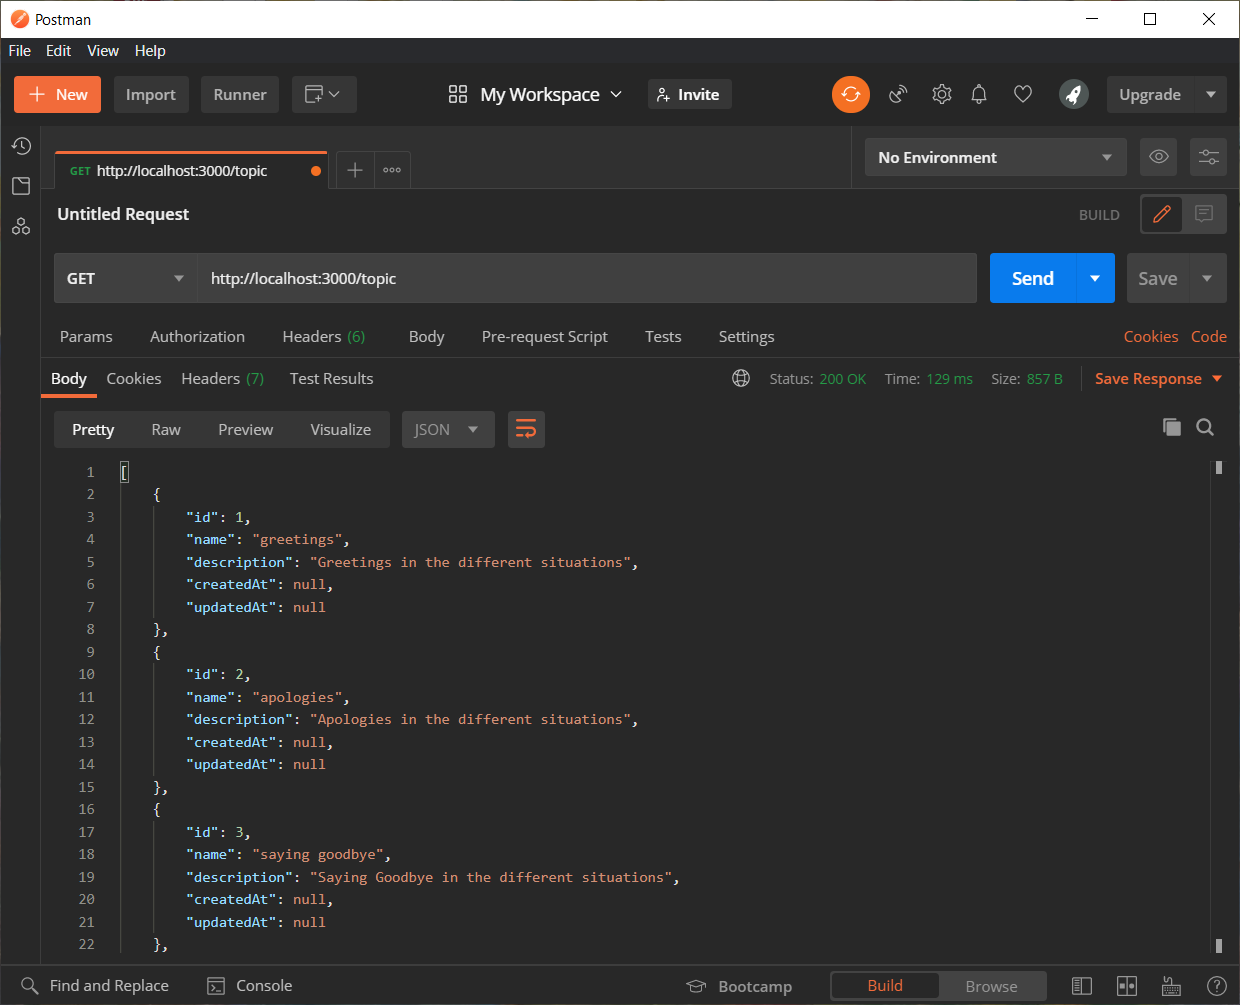 Postman
File Edit View Help
New Import Runner My Workspace Invite Upgrade
GET http://localhost:3000/topic No Environment
Untitled Request BUILD
GET http://localhost:3000/topic Send Save
Params Authorization Headers (6) Body Pre-request Script Tests Settings Cookies Code
Body Cookies Headers (7) Test Results Status: 200 OK Time: 129 ms Size: 857 B Save Response
Pretty Raw Preview Visualize JSON
1 [
2 {
3 "id": 1,
4 "name": "greetings",
5 "description": "Greetings in the different situations",
6 "createdAt": null,
7 "updatedAt": null
8 },
9 {
10 "id": 2,
11 "name": "apologies",
12 "description": "Apologies in the different situations",
13 "createdAt": null,
14 "updatedAt": null
15 },
16 {
17 "id": 3,
18 "name": "saying goodbye",
19 "description": "Saying Goodbye in the different situations",
20 "createdAt": null,
21 "updatedAt": null
22 },
Find and Replace Console Bootcamp Build Browse